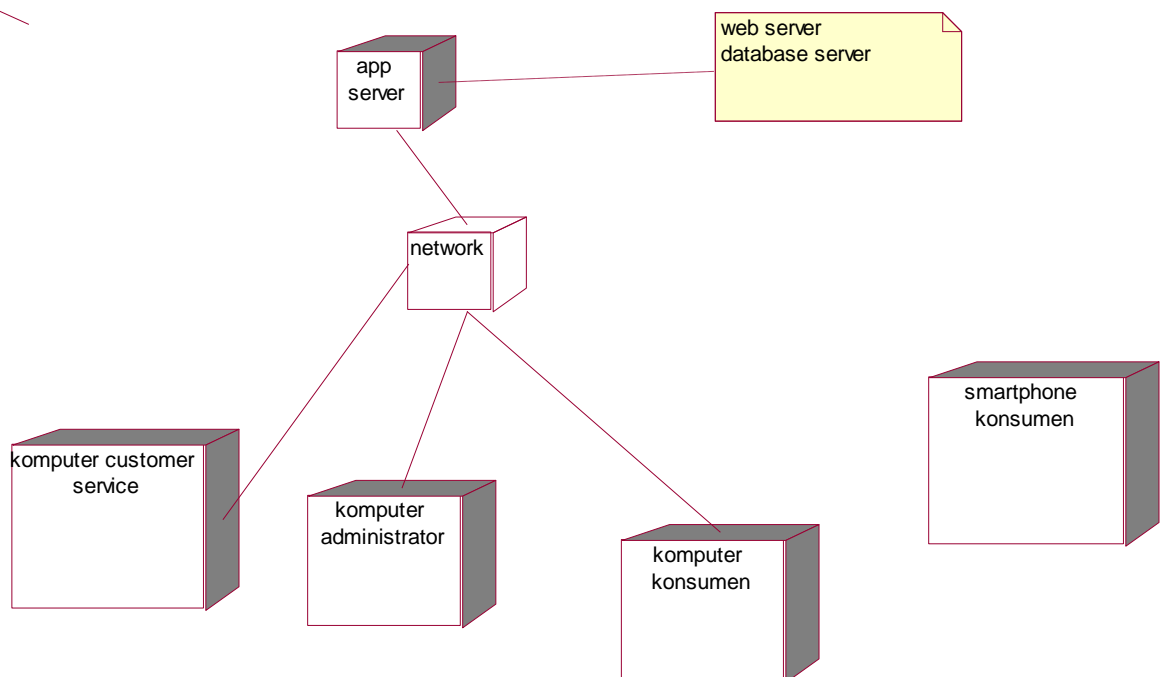 web server
database server
app
server
network
smartphone
konsumen
komputer customer
service
komputer
administrator
komputer
konsumen